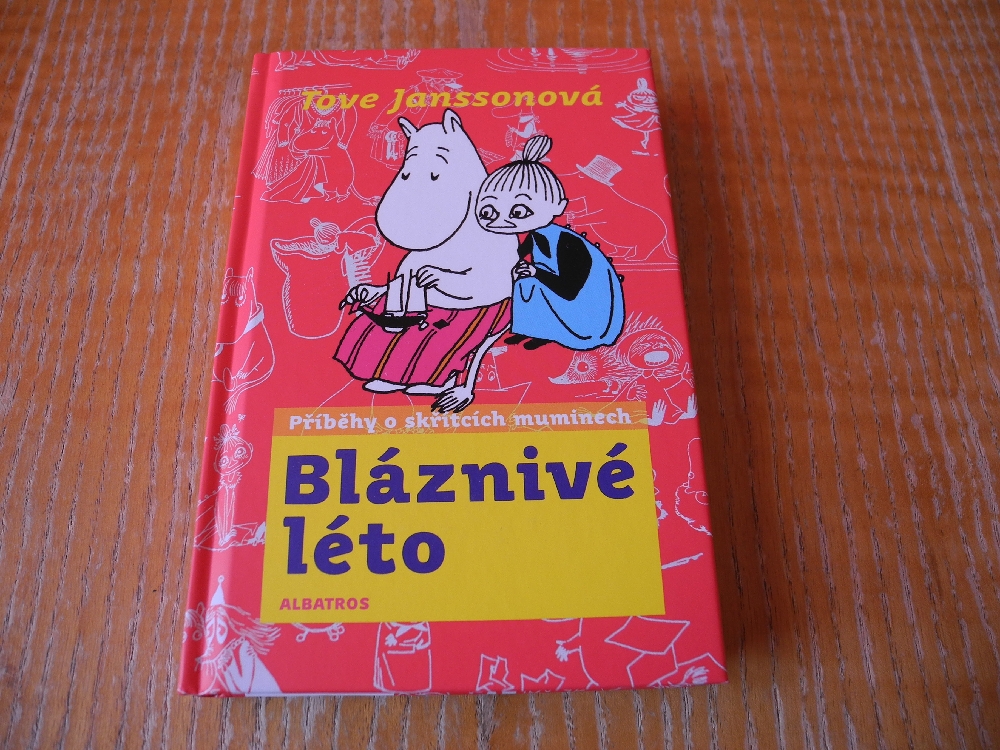 Tove Janssonová
Příběhy o skřítcích muminech
Bláznivé
léto
ALBATROS